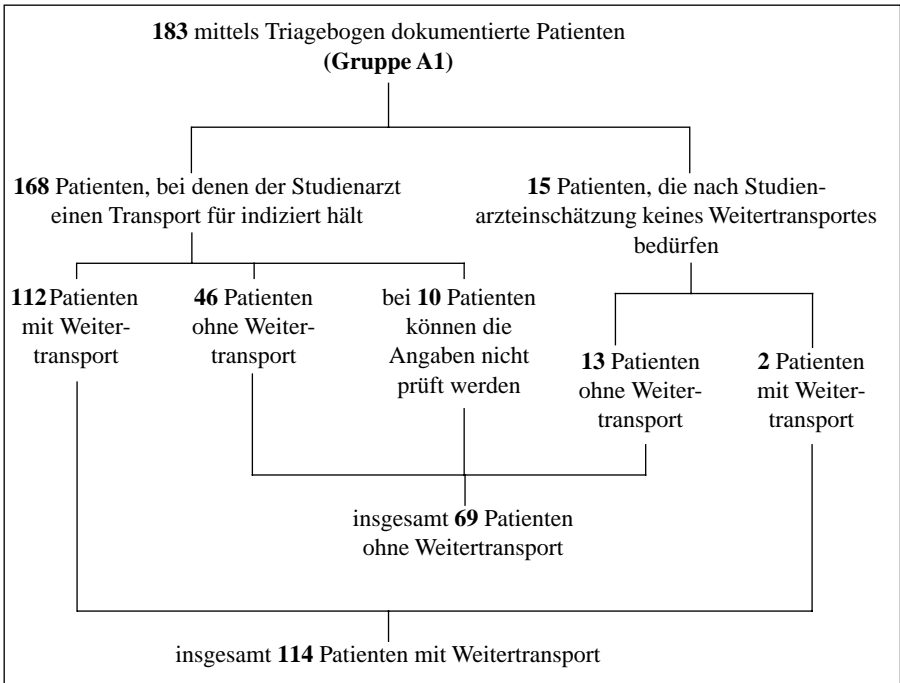 183 mittels Triagebogen dokumentierte Patienten
(Gruppe A1)
168 Patienten, bei denen der Studienarzt
einen Transport für indiziert hält
15 Patienten, die nach Studien-
arzteinschätzung keines Weitertransportes
bedürfen
112 Patienten
mit Weiter-
transport
46 Patienten
ohne Weiter-
transport
bei 10 Patienten
können die
Angaben nicht
prüft werden
13 Patienten
ohne Weiter-
transport
2 Patienten
mit Weiter-
transport
insgesamt 69 Patienten
ohne Weitertransport
insgesamt 114 Patienten mit Weitertransport